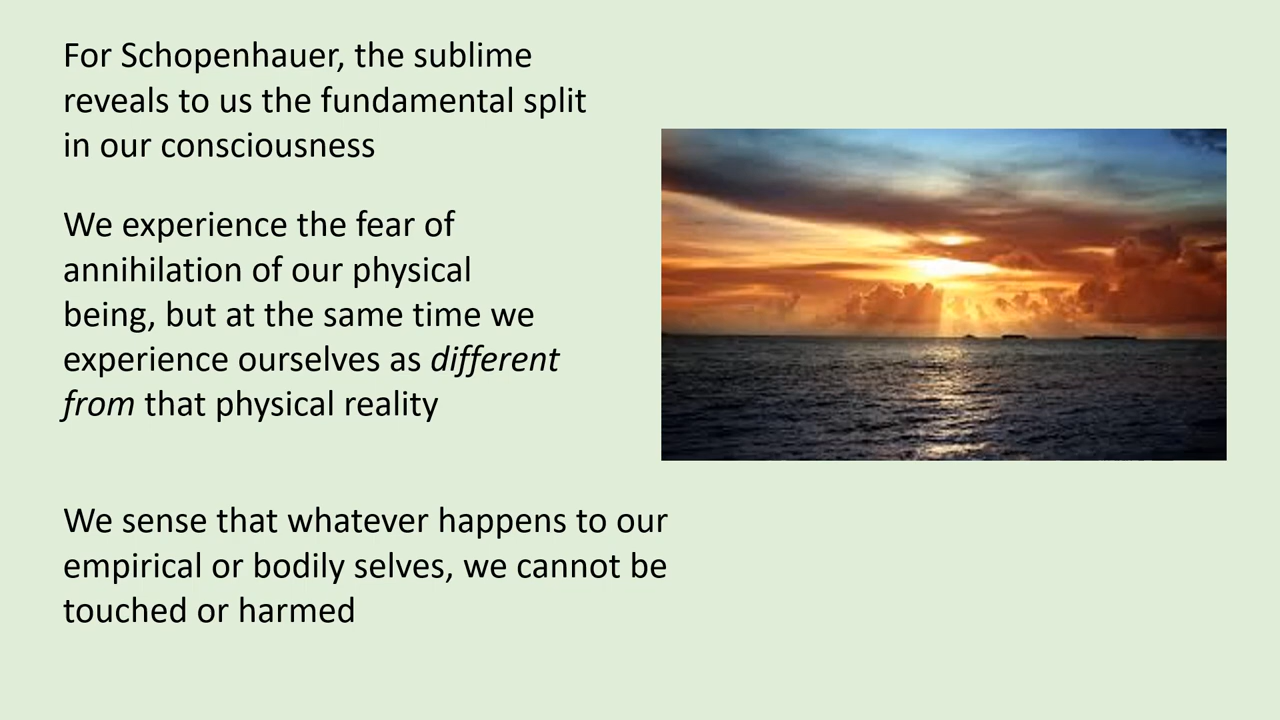 For Schopenhauer, the sublime
reveals to us the fundamental split
in our consciousness
We experience the fear of
annihilation of our physical
being, but at the same time we
experience ourselves as different
from that physical reality
We sense that whatever happens to our
empirical or bodily selves, we cannot be
touched or harmed